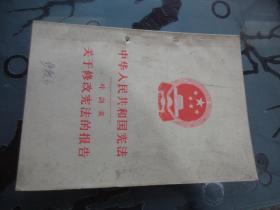 中华人民共和国宪法
叶剑英
关于修改宪法的报告